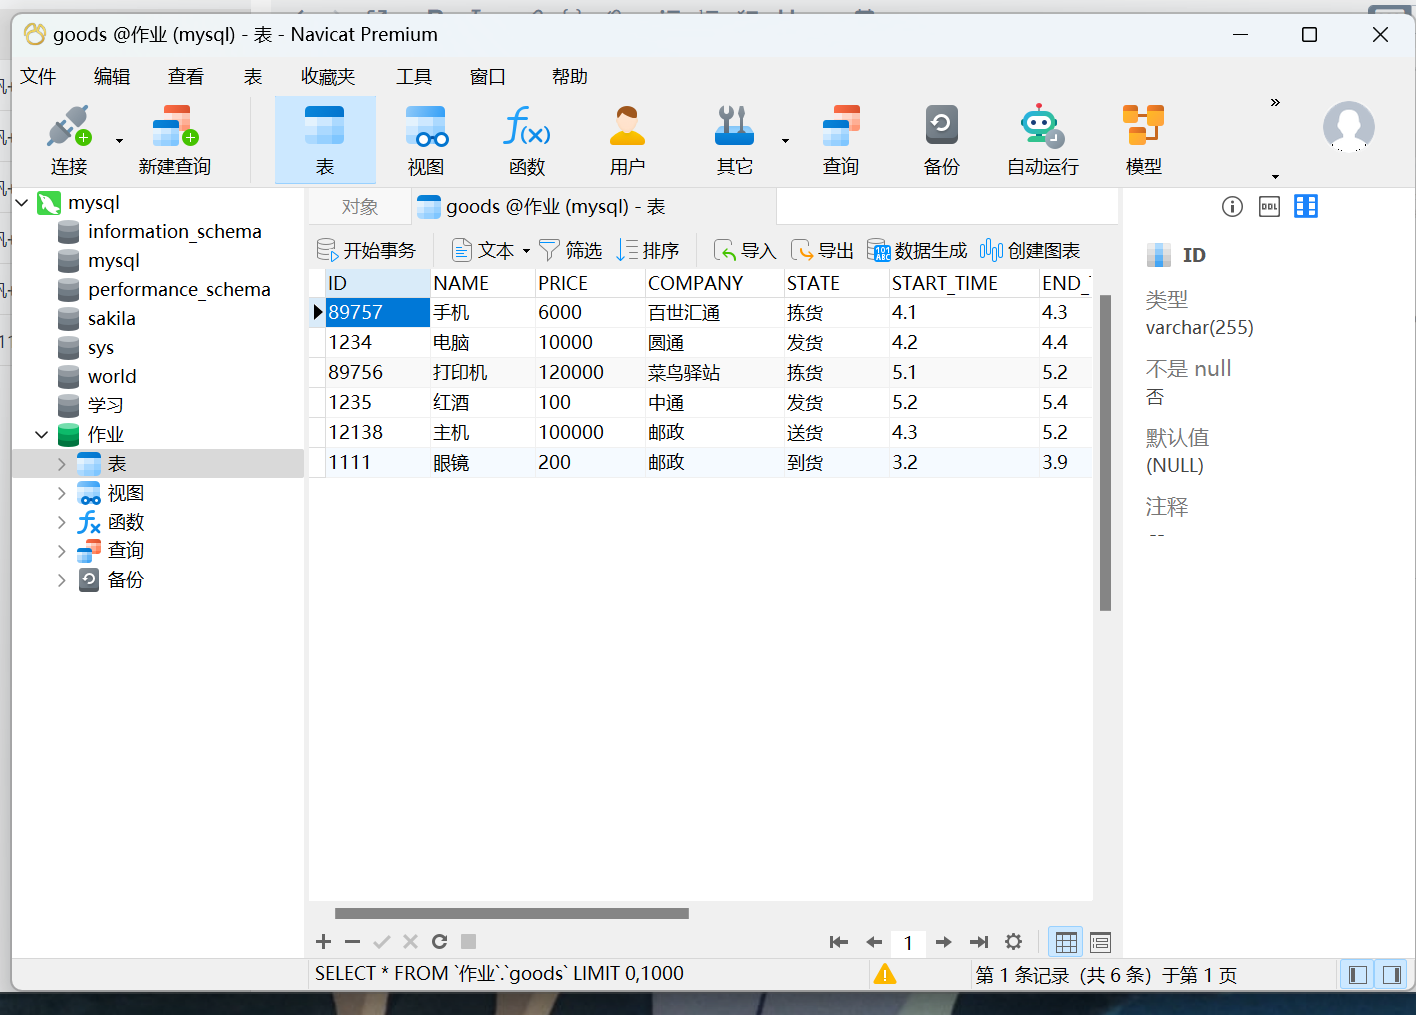 goods @作业 (mysql) - 表 - Navicat Premium
文件 编辑 查看 表 收藏夹 工具 窗口 帮助
连接 新建查询 表 视图 函数 用户 其它 查询 备份 自动运行 模型
mysql
information_schema
mysql
performance_schema
sakila
sys
world
学习
作业
表
视图
函数
查询
备份
对象 goods @作业 (mysql) - 表
开始事务 文本 筛选 排序 导入 导出 数据生成 创建图表
ID NAME PRICE COMPANY STATE START_TIME END_
89757 手机 6000 百世汇通 拣货 4.1 4.3
1234 电脑 10000 圆通 发货 4.2 4.4
89756 打印机 120000 菜鸟驿站 拣货 5.1 5.2
1235 红酒 100 中通 发货 5.2 5.4
12138 主机 100000 邮政 送货 4.3 5.2
1111 眼镜 200 邮政 到货 3.2 3.9
DDL
ID
类型
varchar(255)
不是 null
否
默认值
(NULL)
注释
--
1
SELECT * FROM `作业`.`goods` LIMIT 0,1000
第 1 条记录 (共 6 条) 于第 1 页